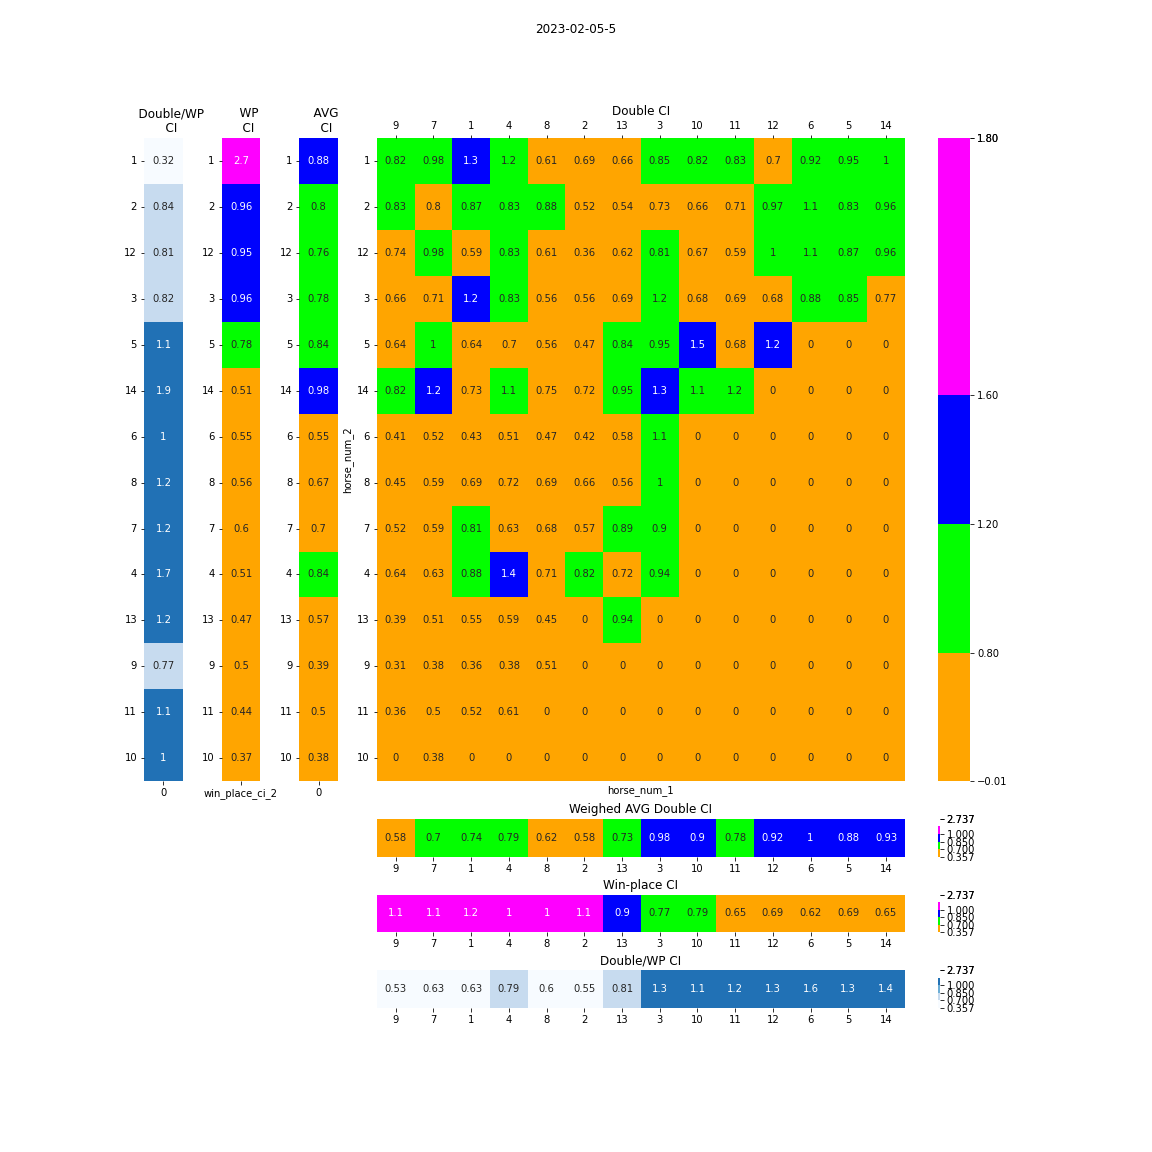 2023-02-05-5
Double/WP CI
WP CI
AVG CI
Double CI
9 7 1 4 8 2 13 3 10 11 12 6 5 14
1 0.32 1 2.7 1 0.88 1 0.82 0.98 1.3 1.2 0.61 0.69 0.66 0.85 0.82 0.83 0.7 0.92 0.95 1
2 0.84 2 0.96 2 0.8 2 0.83 0.8 0.87 0.83 0.88 0.52 0.54 0.73 0.66 0.71 0.97 1.1 0.83 0.96
12 0.81 12 0.95 12 0.76 12 0.74 0.98 0.59 0.83 0.61 0.36 0.62 0.81 0.67 0.59 1 1.1 0.87 0.96
3 0.82 3 0.96 3 0.78 3 0.66 0.71 1.2 0.83 0.56 0.56 0.69 1.2 0.68 0.69 0.68 0.88 0.85 0.77
5 1.1 5 0.78 5 0.84 5 0.64 1 0.64 0.7 0.56 0.47 0.84 0.95 1.5 0.68 1.2 0 0 0
14 1.9 14 0.51 14 0.98 14 0.82 1.2 0.73 1.1 0.75 0.72 0.95 1.3 1.1 1.2 0 0 0 0
6 1 6 0.55 6 0.55 6 0.41 0.52 0.43 0.51 0.47 0.42 0.58 1.1 0 0 0 0 0 0
8 1.2 8 0.56 8 0.67 8 0.45 0.59 0.69 0.72 0.69 0.66 0.56 1 0 0 0 0 0 0
7 1.2 7 0.6 7 0.7 7 0.52 0.59 0.81 0.63 0.68 0.57 0.89 0.9 0 0 0 0 0 0
4 1.7 4 0.51 4 0.84 4 0.64 0.63 0.88 1.4 0.71 0.82 0.72 0.94 0 0 0 0 0 0
13 1.2 13 0.47 13 0.57 13 0.39 0.51 0.55 0.59 0.45 0 0.94 0 0 0 0 0 0 0
9 0.77 9 0.5 9 0.39 9 0.31 0.38 0.36 0.38 0.51 0 0 0 0 0 0 0 0 0
11 1.1 11 0.44 11 0.5 11 0.36 0.5 0.52 0.61 0 0 0 0 0 0 0 0 0 0
10 1 10 0.37 10 0.38 10 0 0.38 0 0 0 0 0 0 0 0 0 0 0 0
0 win_place_ci_2 0
horse_num_2
horse_num_1
1.80
1.60
1.20
0.80
−0.01
Weighed AVG Double CI
0.58 0.7 0.74 0.79 0.62 0.58 0.73 0.98 0.9 0.78 0.92 1 0.88 0.93
9 7 1 4 8 2 13 3 10 11 12 6 5 14
2.737
1.000
0.850
0.700
0.357
Win-place CI
1.1 1.1 1.2 1 1 1.1 0.9 0.77 0.79 0.65 0.69 0.62 0.69 0.65
9 7 1 4 8 2 13 3 10 11 12 6 5 14
2.737
1.000
0.850
0.700
0.357
Double/WP CI
0.53 0.63 0.63 0.79 0.6 0.55 0.81 1.3 1.1 1.2 1.3 1.6 1.3 1.4
9 7 1 4 8 2 13 3 10 11 12 6 5 14
2.737
1.000
0.850
0.700
0.357